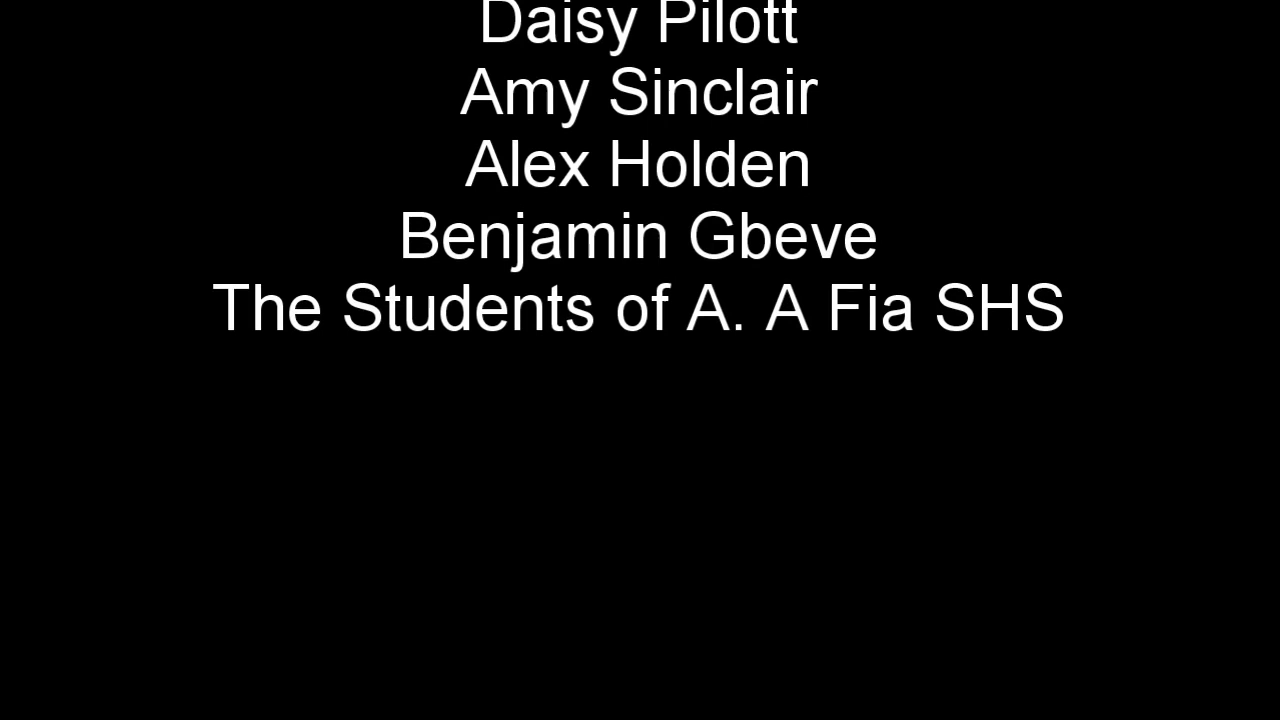 Daisy Pilott
Amy Sinclair
Alex Holden
Benjamin Gbeve
The Students of A. A Fia SHS